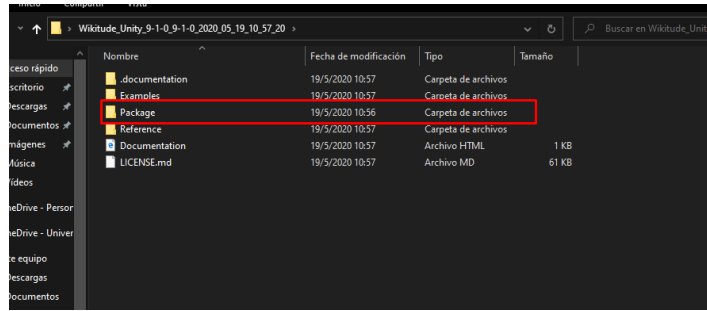 Inicio Compartir Vista
Wikitude_Unity_9-1-0_9-1-0_2020_05_19_10_57_20
Buscar en Wikitude_Unit
Nombre Fecha de modificación Tipo Tamaño
ceso rápido
.documentation 19/5/2020 10:57 Carpeta de archivos
scritorio
Examples 19/5/2020 10:57 Carpeta de archivos
Descargas
Package 19/5/2020 10:56 Carpeta de archivos
Documentos
Reference 19/5/2020 10:57 Carpeta de archivos
mágenes
Documentation 19/5/2020 10:57 Archivo HTML 1 KB
Música
LICENSE.md 19/5/2020 10:57 Archivo MD 61 KB
Vídeos
neDrive - Person
neDrive - Univer
te equipo
Descargas
Documentos